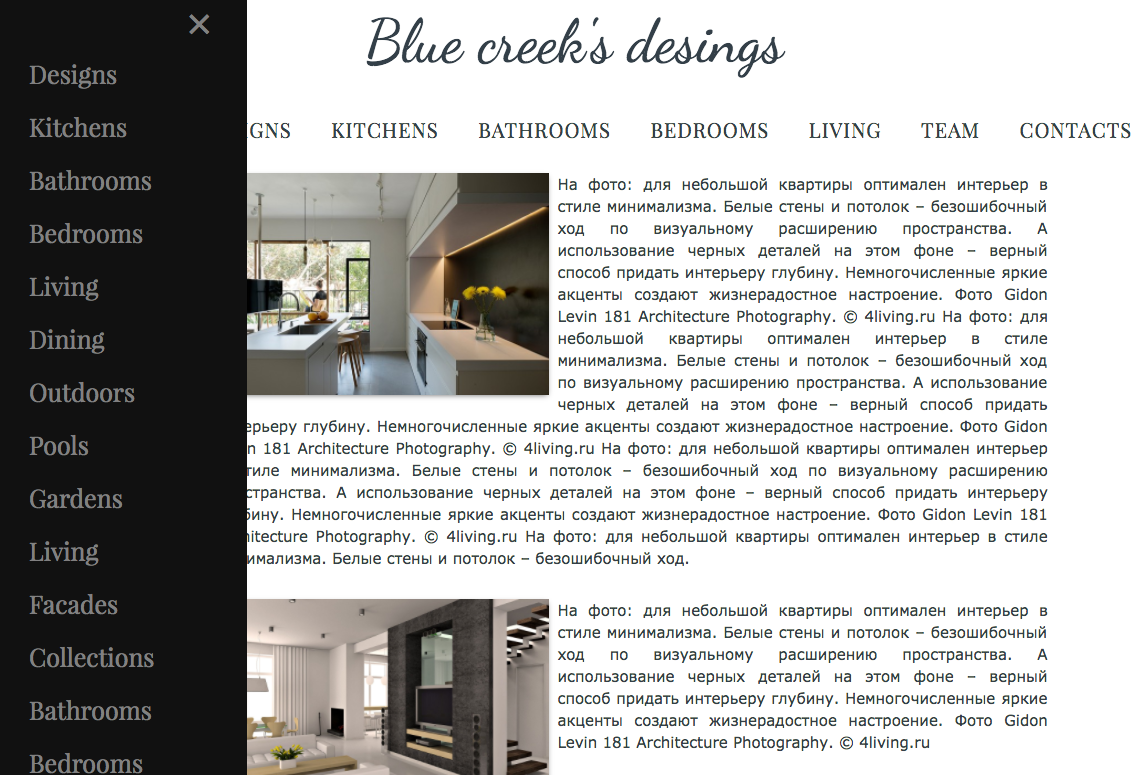 ×
Designs
Kitchens
Bathrooms
Bedrooms
Living
Dining
Outdoors
Pools
Gardens
Living
Facades
Collections
Bathrooms
Bedrooms
Blue creek's desings
IGNS KITCHENS BATHROOMS BEDROOMS LIVING TEAM CONTACTS
На фото: для небольшой квартиры оптимален интерьер в
стиле минимализма. Белые стены и потолок – безошибочный
ход по визуальному расширению пространства. А
использование черных деталей на этом фоне – верный
способ придать интерьеру глубину. Немногочисленные яркие
акценты создают жизнерадостное настроение. Фото Gidon
Levin 181 Architecture Photography. © 4living.ru На фото: для
небольшой квартиры оптимален интерьер в стиле
минимализма. Белые стены и потолок – безошибочный ход
по визуальному расширению пространства. А использование
черных деталей на этом фоне – верный способ придать
ерьеру глубину. Немногочисленные яркие акценты создают жизнерадостное настроение. Фото Gidon
n 181 Architecture Photography. © 4living.ru На фото: для небольшой квартиры оптимален интерьер
тиле минимализма. Белые стены и потолок – безошибочный ход по визуальному расширению
странства. А использование черных деталей на этом фоне – верный способ придать интерьеру
бину. Немногочисленные яркие акценты создают жизнерадостное настроение. Фото Gidon Levin 181
hitecture Photography. © 4living.ru На фото: для небольшой квартиры оптимален интерьер в стиле
имализма. Белые стены и потолок – безошибочный ход.
На фото: для небольшой квартиры оптимален интерьер в
стиле минимализма. Белые стены и потолок – безошибочный
ход по визуальному расширению пространства. А
использование черных деталей на этом фоне – верный
способ придать интерьеру глубину. Немногочисленные яркие
акценты создают жизнерадостное настроение. Фото Gidon
Levin 181 Architecture Photography. © 4living.ru